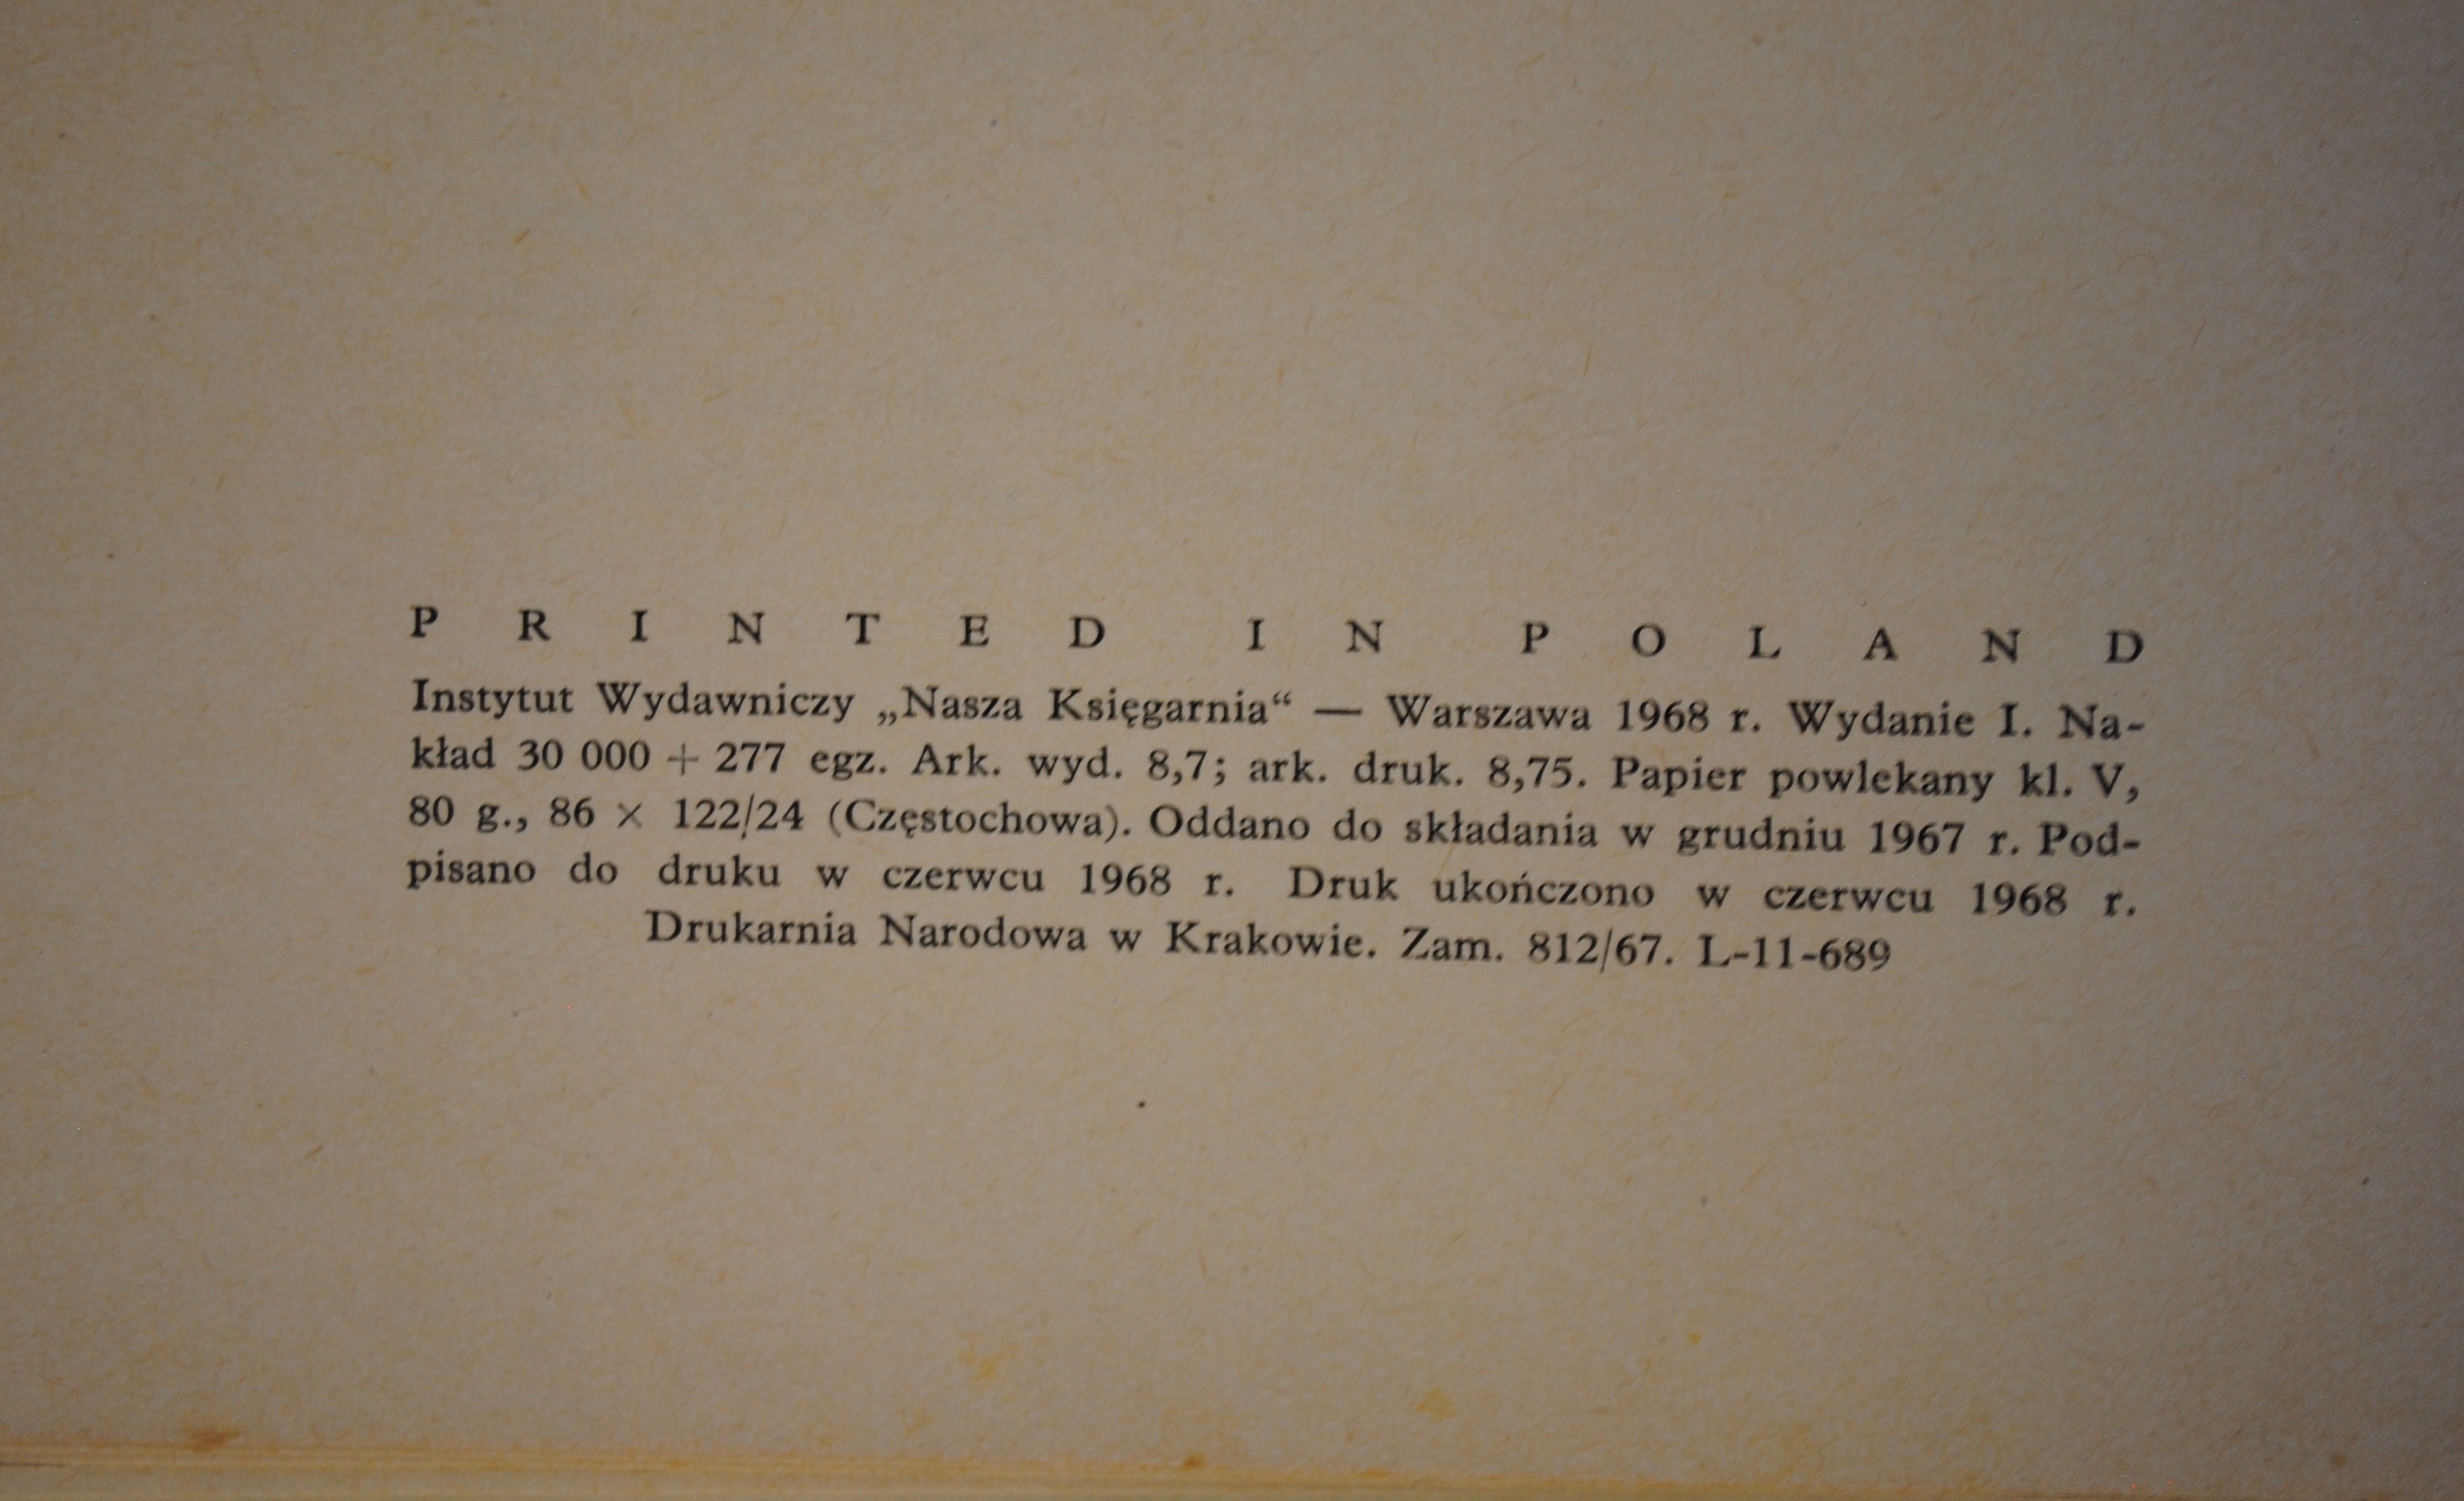 PRINTED IN POLAND
Instytut Wydawniczy „Nasza Księgarnia“ — Warszawa 1968 r. Wydanie I. Na-
kład 30 000 + 277 egz. Ark. wyd. 8,7; ark. druk. 8,75. Papier powlekany kl. V,
80 g., 86 × 122/24 (Częstochowa). Oddano do składania w grudniu 1967 r. Pod-
pisano do druku w czerwcu 1968 r. Druk ukończono w czerwcu 1968 r.
Drukarnia Narodowa w Krakowie. Zam. 812/67. L-11-689